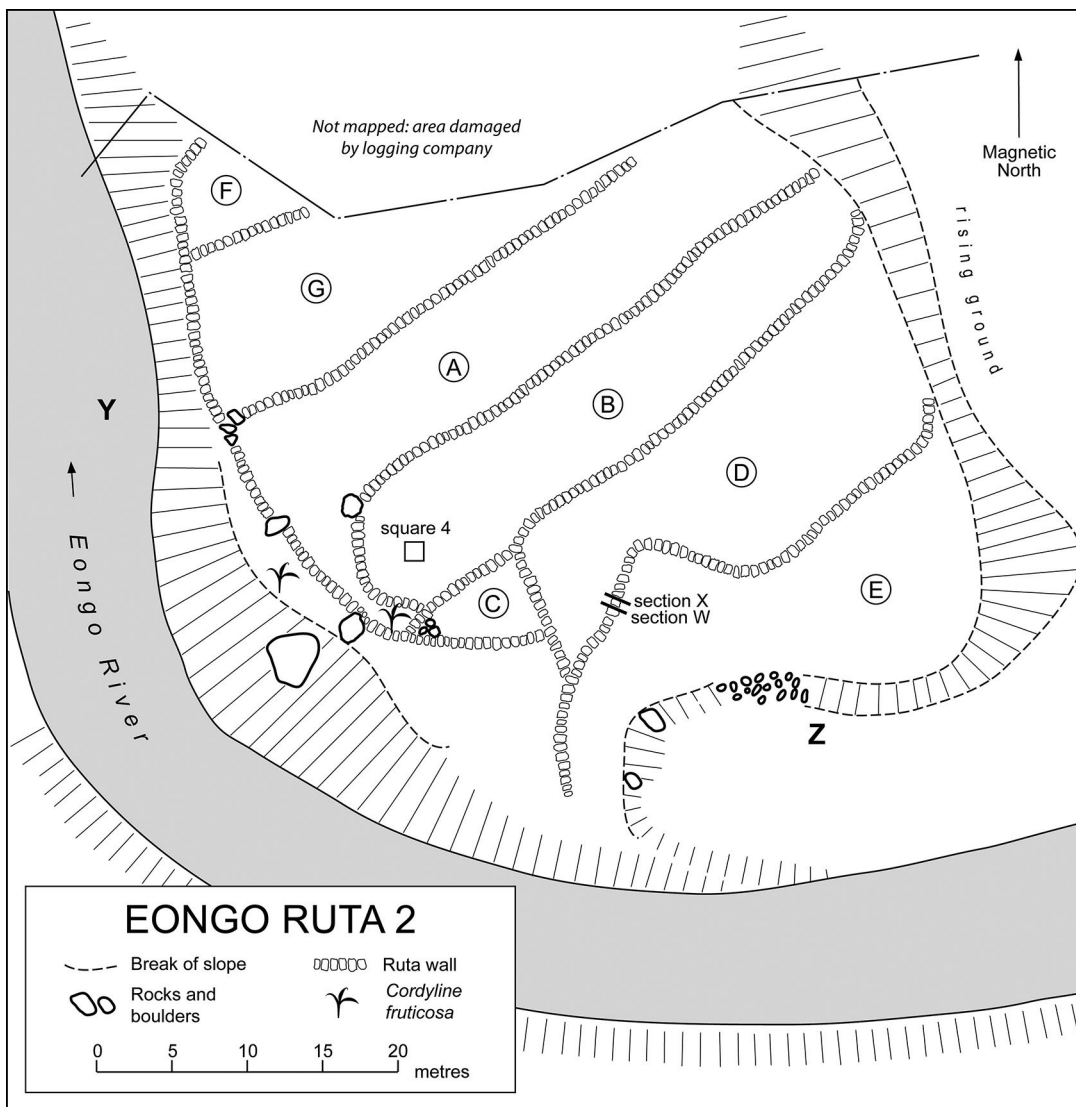 Not mapped: area damaged
by logging company
Magnetic
North
rising ground
F
G
A
B
Y
D
square 4
C
E
section X
section W
Eongo River
Z
EONGO RUTA 2
Break of slope
Ruta wall
Rocks and
boulders
Cordyline
fruticosa
0 5 10 15 20
metres